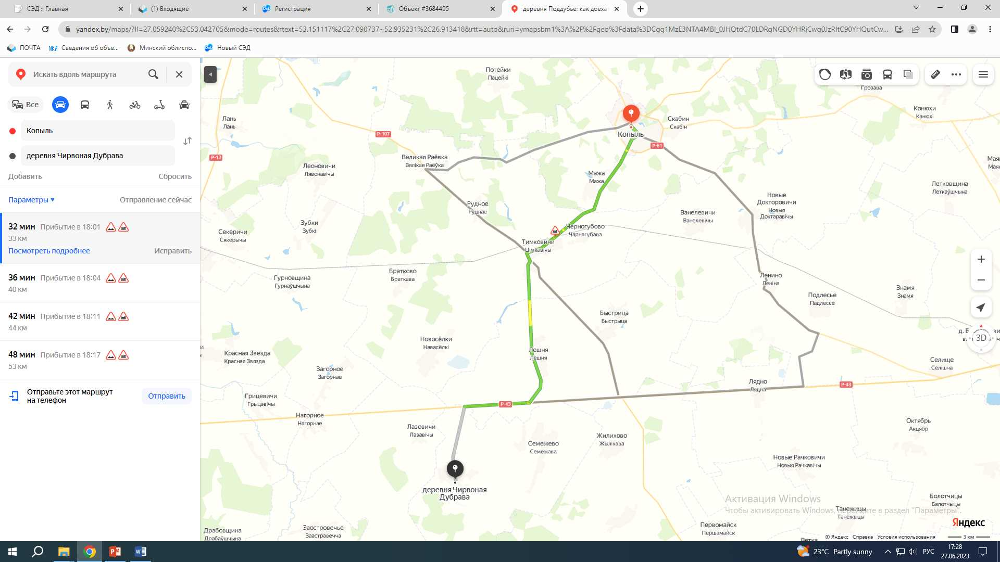 СЭД :: Главная
(1) Входящие
Регистрация
Объект #3684495
деревня Поддубье: как доехат
yandex.by/maps/?ll=27.059240%2C53.042705&mode=routes&rtext=53.151117%2C27.090737~52.935231%2C26.913418&rtt=auto&ruri=ymapsbm1%3A%2F%2Fgeo%3Fdata%3DCgg1MzE3NTA4MBI_0JHQtdC70LDRgNGD0YHRjCwg0JzRltC90YHQutCw...
ПОЧТА
Сведения об объе...
Минский облиспо...
Новый СЭД
Искать вдоль маршрута
Все
Копыль
деревня Чирвоная Дубрава
Добавить
Сбросить
Параметры
Отправление сейчас
32 мин Прибытие в 18:01
33 км
Посмотреть подробнее
Исправить
36 мин Прибытие в 18:04
40 км
42 мин Прибытие в 18:11
44 км
48 мин Прибытие в 18:17
53 км
Отправьте этот маршрут
на телефон
Отправить
Потейки
Пацейкі
Грозава
Конюхи
Канюхі
Лань
Лань
Скабин
Скабін
Р-107
Копыль
Р-61
Р-12
Великая Раёвка
Вялікая Раёўка
Леоновичи
Лявонавічы
Мажа
Мажа
Летковщина
Леткаўшчына
Рудное
Руднае
Новые
Докторовичи
Новыя
Доктаравічы
Ванелевичи
Ванелевічы
Зубки
Зубкі
Секеричи
Сякерычы
Черногубово
Чарнагубава
Тимковичи
Цімкавічы
Братково
Браткава
Гурновщина
Гурнаўшчына
Ленино
Леніна
Знамя
Знамя
Подлесье
Падлессе
Быстрица
Быстрыца
3D
Новосёлки
Навасёлкі
Лешня
Лешня
Красная Звезда
Красная Звязда
Селище
Селішча
Загорное
Загорнае
Лядно
Лядна
Р-43
Грицевичи
Грыцэвічы
Р-43
Нагорное
Нагорнае
Октябрь
Акцябр
Лазовичи
Лазавічы
Жилихово
Жыліхава
Семежево
Семежава
Новые Рачковичи
Новыя Рачкавічы
деревня Чирвоная
Дубрава
Болотчицы
Балотчыцы
Активация Windows
Чтобы активировать Windows, перейдите в раздел "Параметры".
Танежицы
Танежыцы
Первомайск
Першамайск
Драбовщина
Драбаўшчына
Заостровечье
Заастравечча
Ветка
Яндекс
© Яндекс Справка Условия использования
3 км
23°C Partly sunny
РУС
17:28
27.06.2023